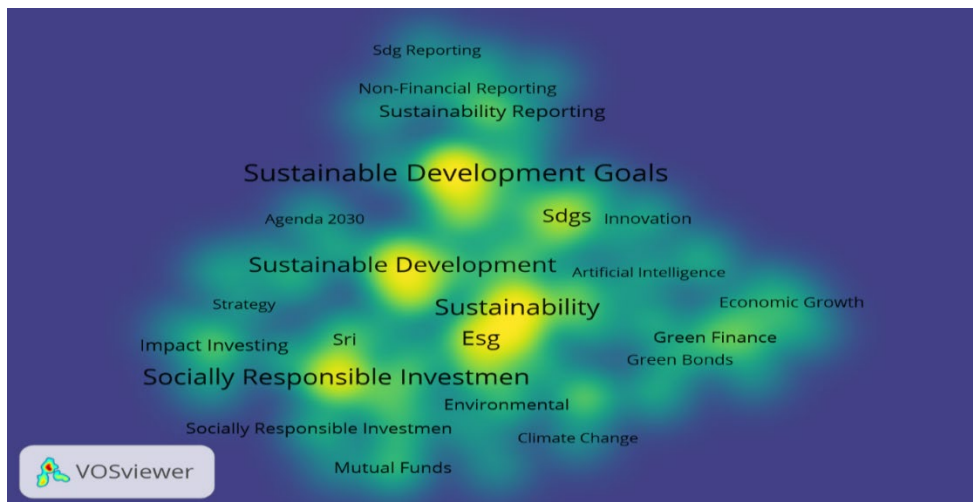 Sdg Reporting
Non-Financial Reporting
Sustainability Reporting
Sustainable Development Goals
Agenda 2030
Sdgs
Innovation
Sustainable Development
Artificial Intelligence
Strategy
Sustainability
Economic Growth
Impact Investing
Sri
Esg
Green Finance
Green Bonds
Socially Responsible Investmen
Environmental
Socially Responsible Investmen
Climate Change
Mutual Funds
VOSviewer